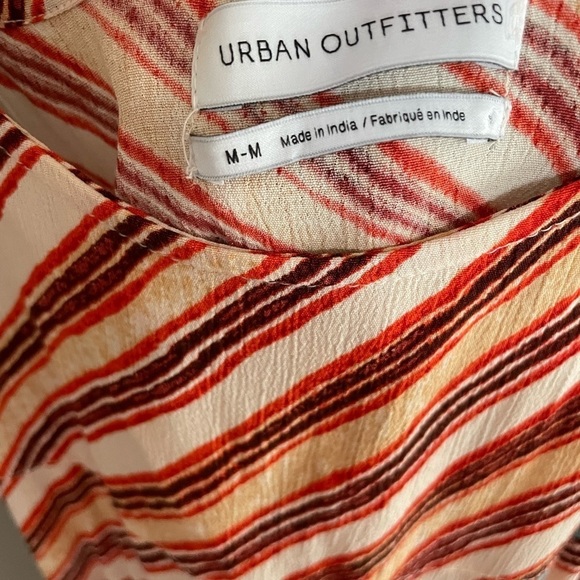 URBAN OUTFITTERS
M-M Made in India / Fabriqué en Inde